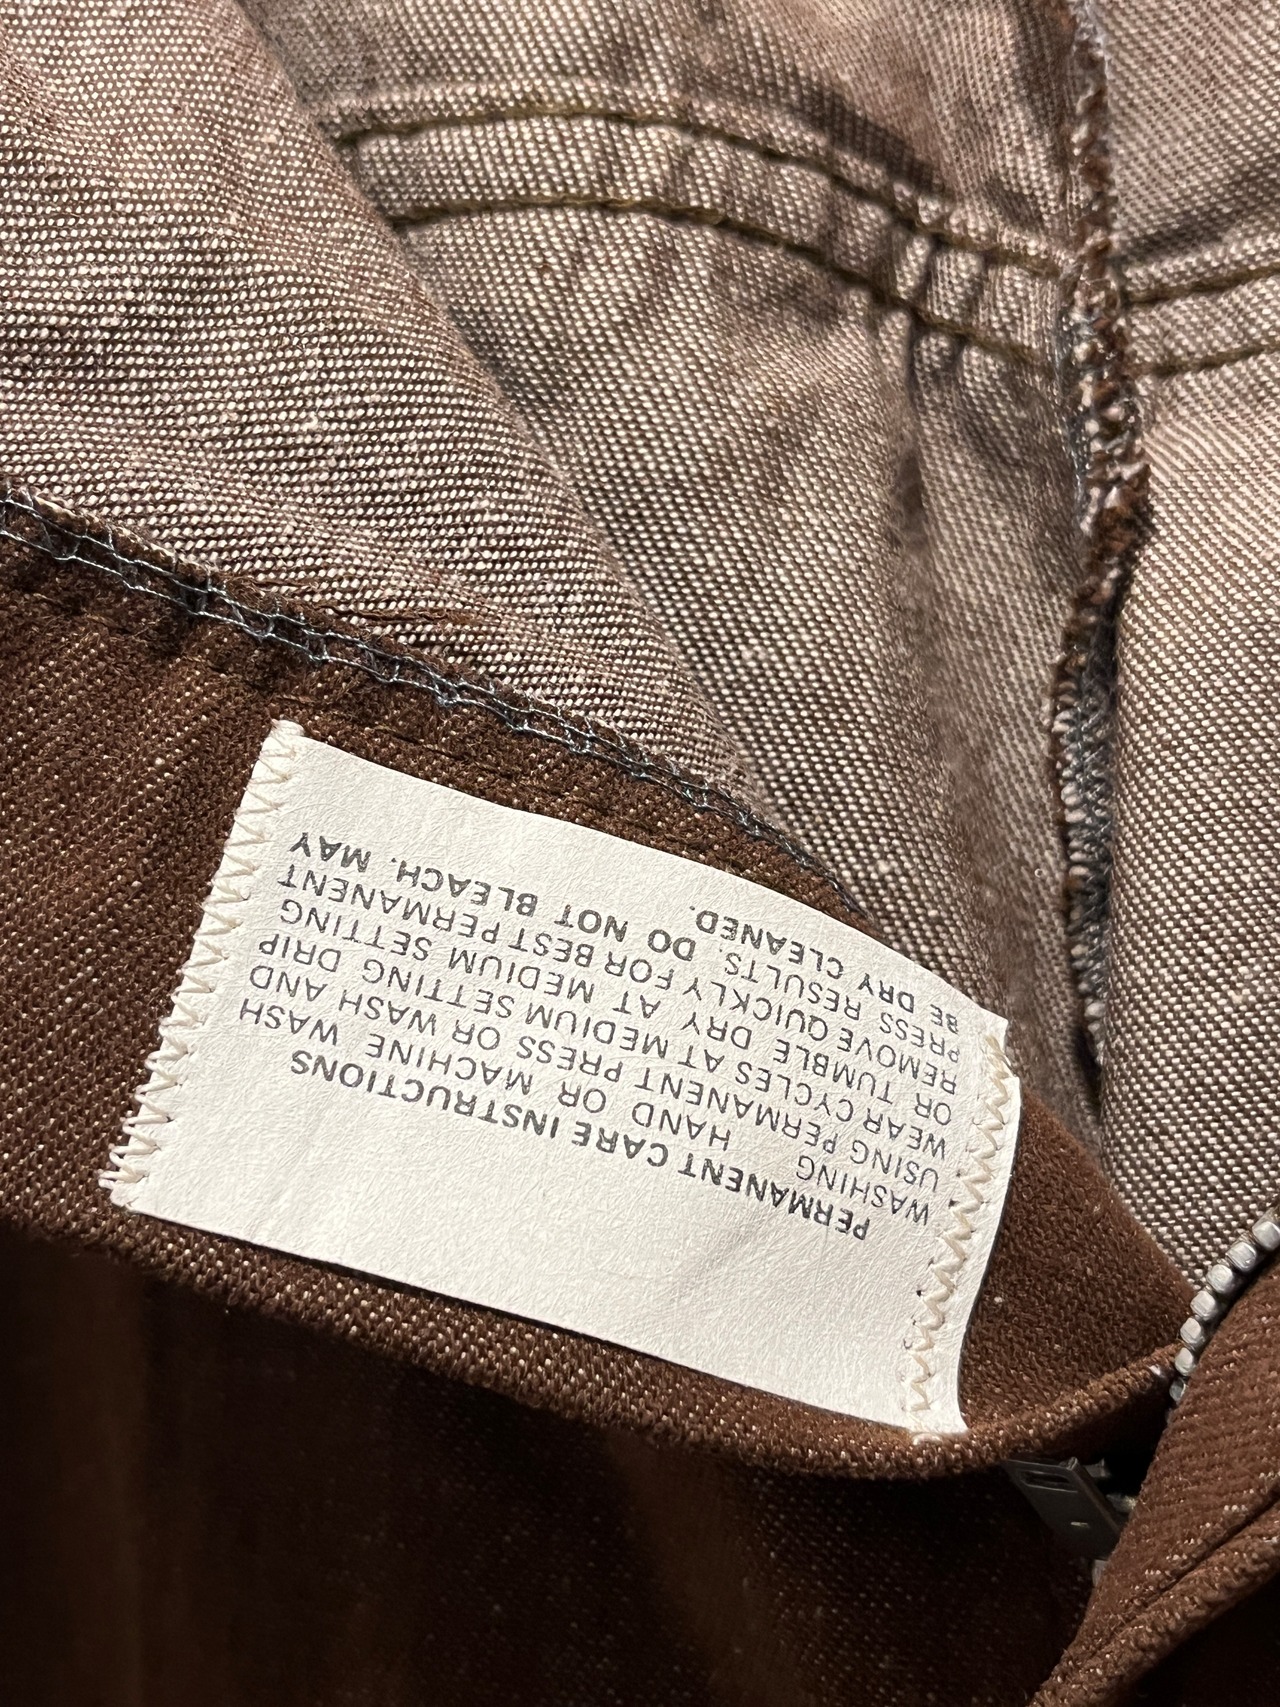 PERMANENT CARE INSTRUCTIONS
WASHING HAND OR MACHINE WASH
USING PERMANENT PRESS OR WASH AND
WEAR CYCLES AT MEDIUM SETTING DRIP
OR TUMBLE DRY AT MEDIUM SETTING
REMOVE QUICKLY FOR BEST PERMANENT
PRESS RESULTS. DO NOT BLEACH. MAY
BE DRY CLEANED.